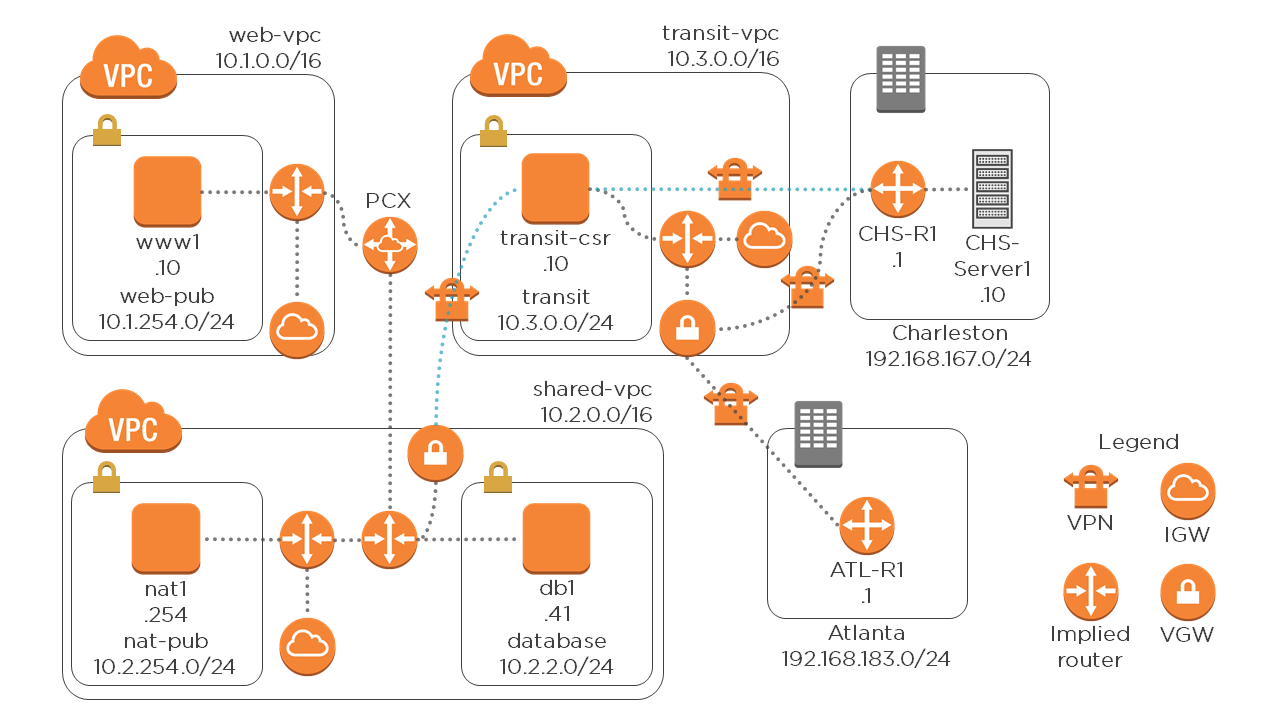 web-vpc
10.1.0.0/16
VPC
www1
.10
web-pub
10.1.254.0/24
PCX
transit-vpc
10.3.0.0/16
VPC
transit-csr
.10
transit
10.3.0.0/24
CHS-R1
.1
CHS-
Server1
.10
Charleston
192.168.167.0/24
shared-vpc
10.2.0.0/16
VPC
nat1
.254
nat-pub
10.2.254.0/24
db1
.41
database
10.2.2.0/24
ATL-R1
.1
Atlanta
192.168.183.0/24
Legend
VPN
IGW
Implied
router
VGW